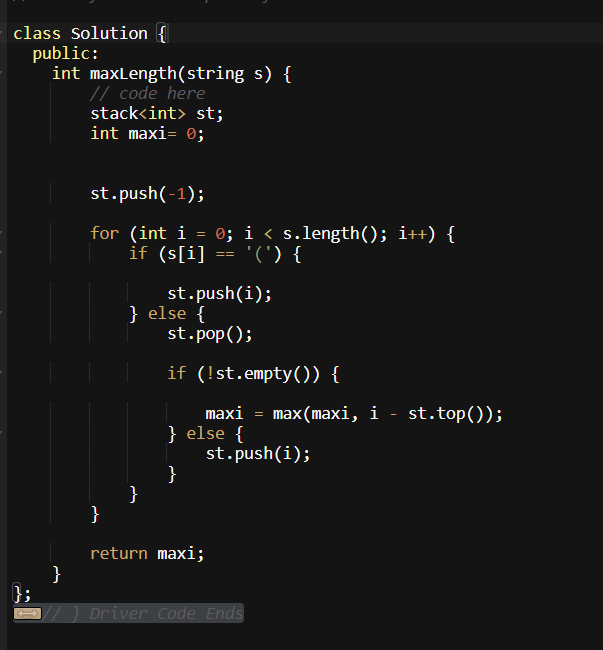 class Solution {
  public:
    int maxLength(string s) {
        // code here
        stack<int> st;
        int maxi= 0;
        st.push(-1);
        for (int i = 0; i < s.length(); i++) {
            if (s[i] == '(') {
                st.push(i);
            } else {
                st.pop();
                if (!st.empty()) {
                    maxi = max(maxi, i - st.top());
                } else {
                    st.push(i);
                }
            }
        }
        return maxi;
    }
};
// } Driver Code Ends